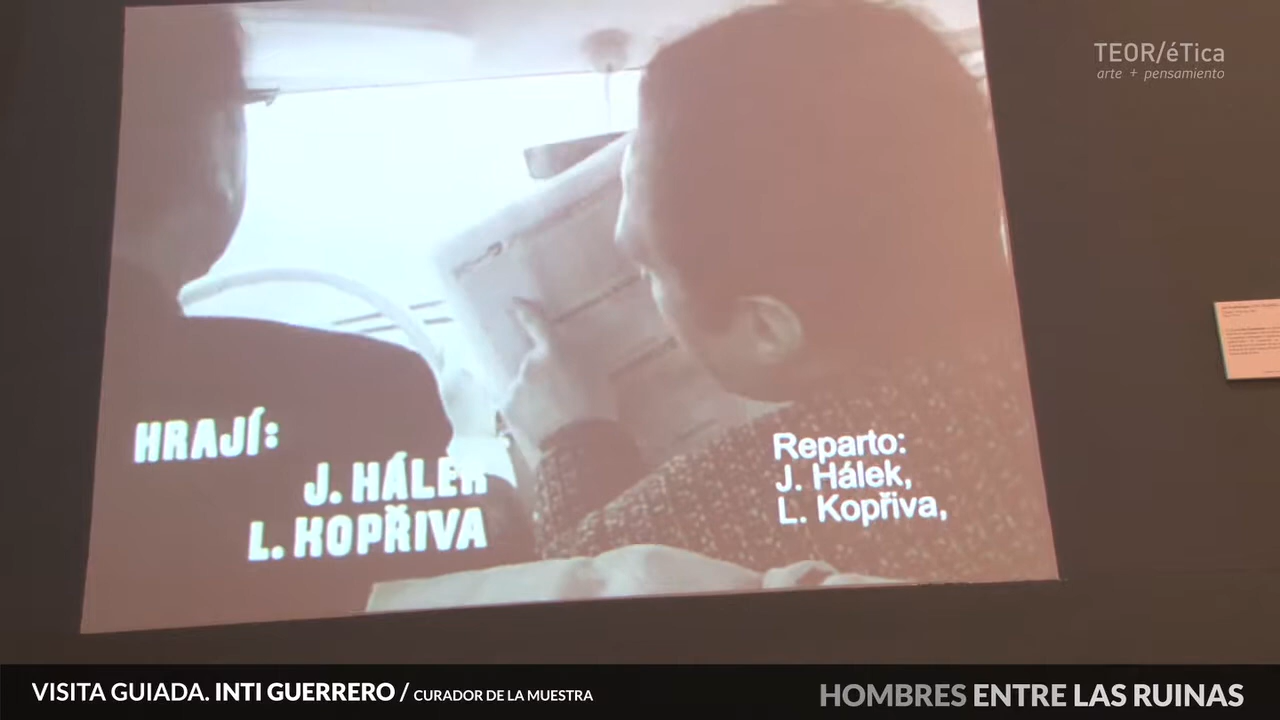 TEOR/éTica
arte + pensamiento
HRAJÍ:
J. HÁLEK
L. KOPŘIVA
Reparto:
J. Hálek,
L. Kopřiva,
VISITA GUIADA. INTI GUERRERO / CURADOR DE LA MUESTRA
HOMBRES ENTRE LAS RUINAS